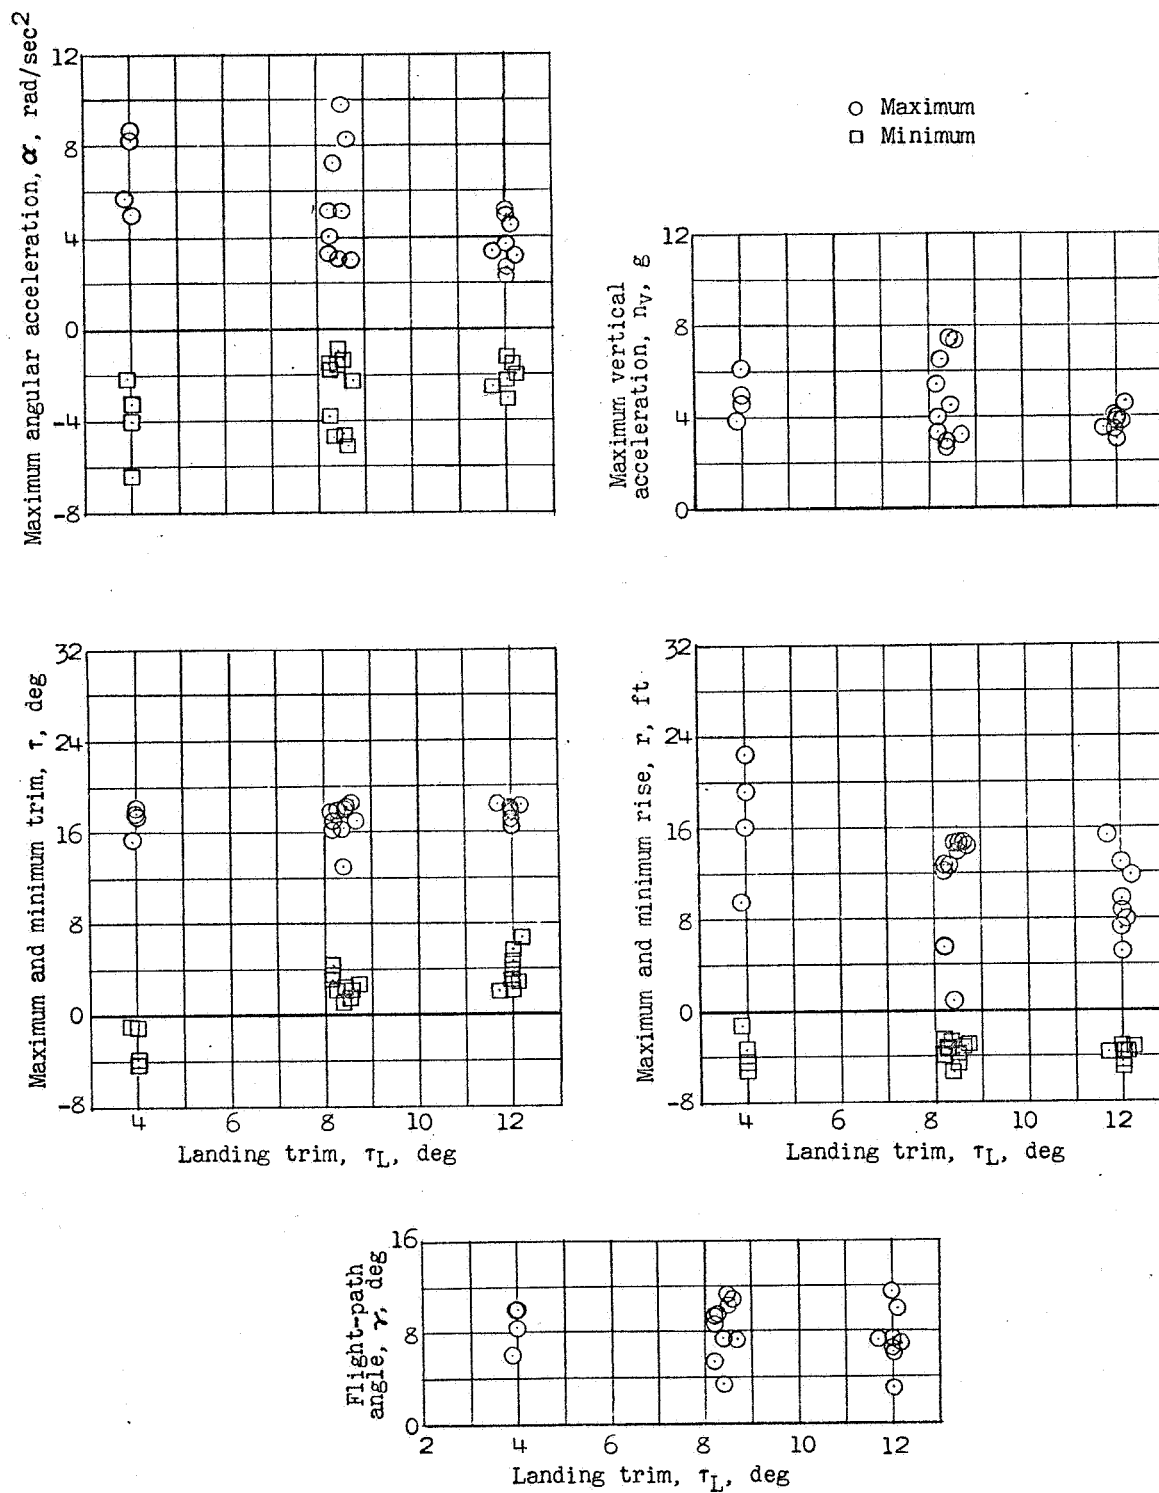 Maximum angular acceleration, α, rad/sec²
12
8
4
0
-4
-8
○ Maximum
□ Minimum
Maximum vertical
acceleration, nᵥ, g
12
8
4
0
Maximum and minimum trim, τ, deg
32
24
16
8
0
-8
4 6 8 10 12
Landing trim, τL, deg
Maximum and minimum rise, r, ft
32
24
16
8
0
-8
4 6 8 10 12
Landing trim, τL, deg
Flight-path
angle, γ, deg
16
8
0
2 4 6 8 10 12
Landing trim, τL, deg